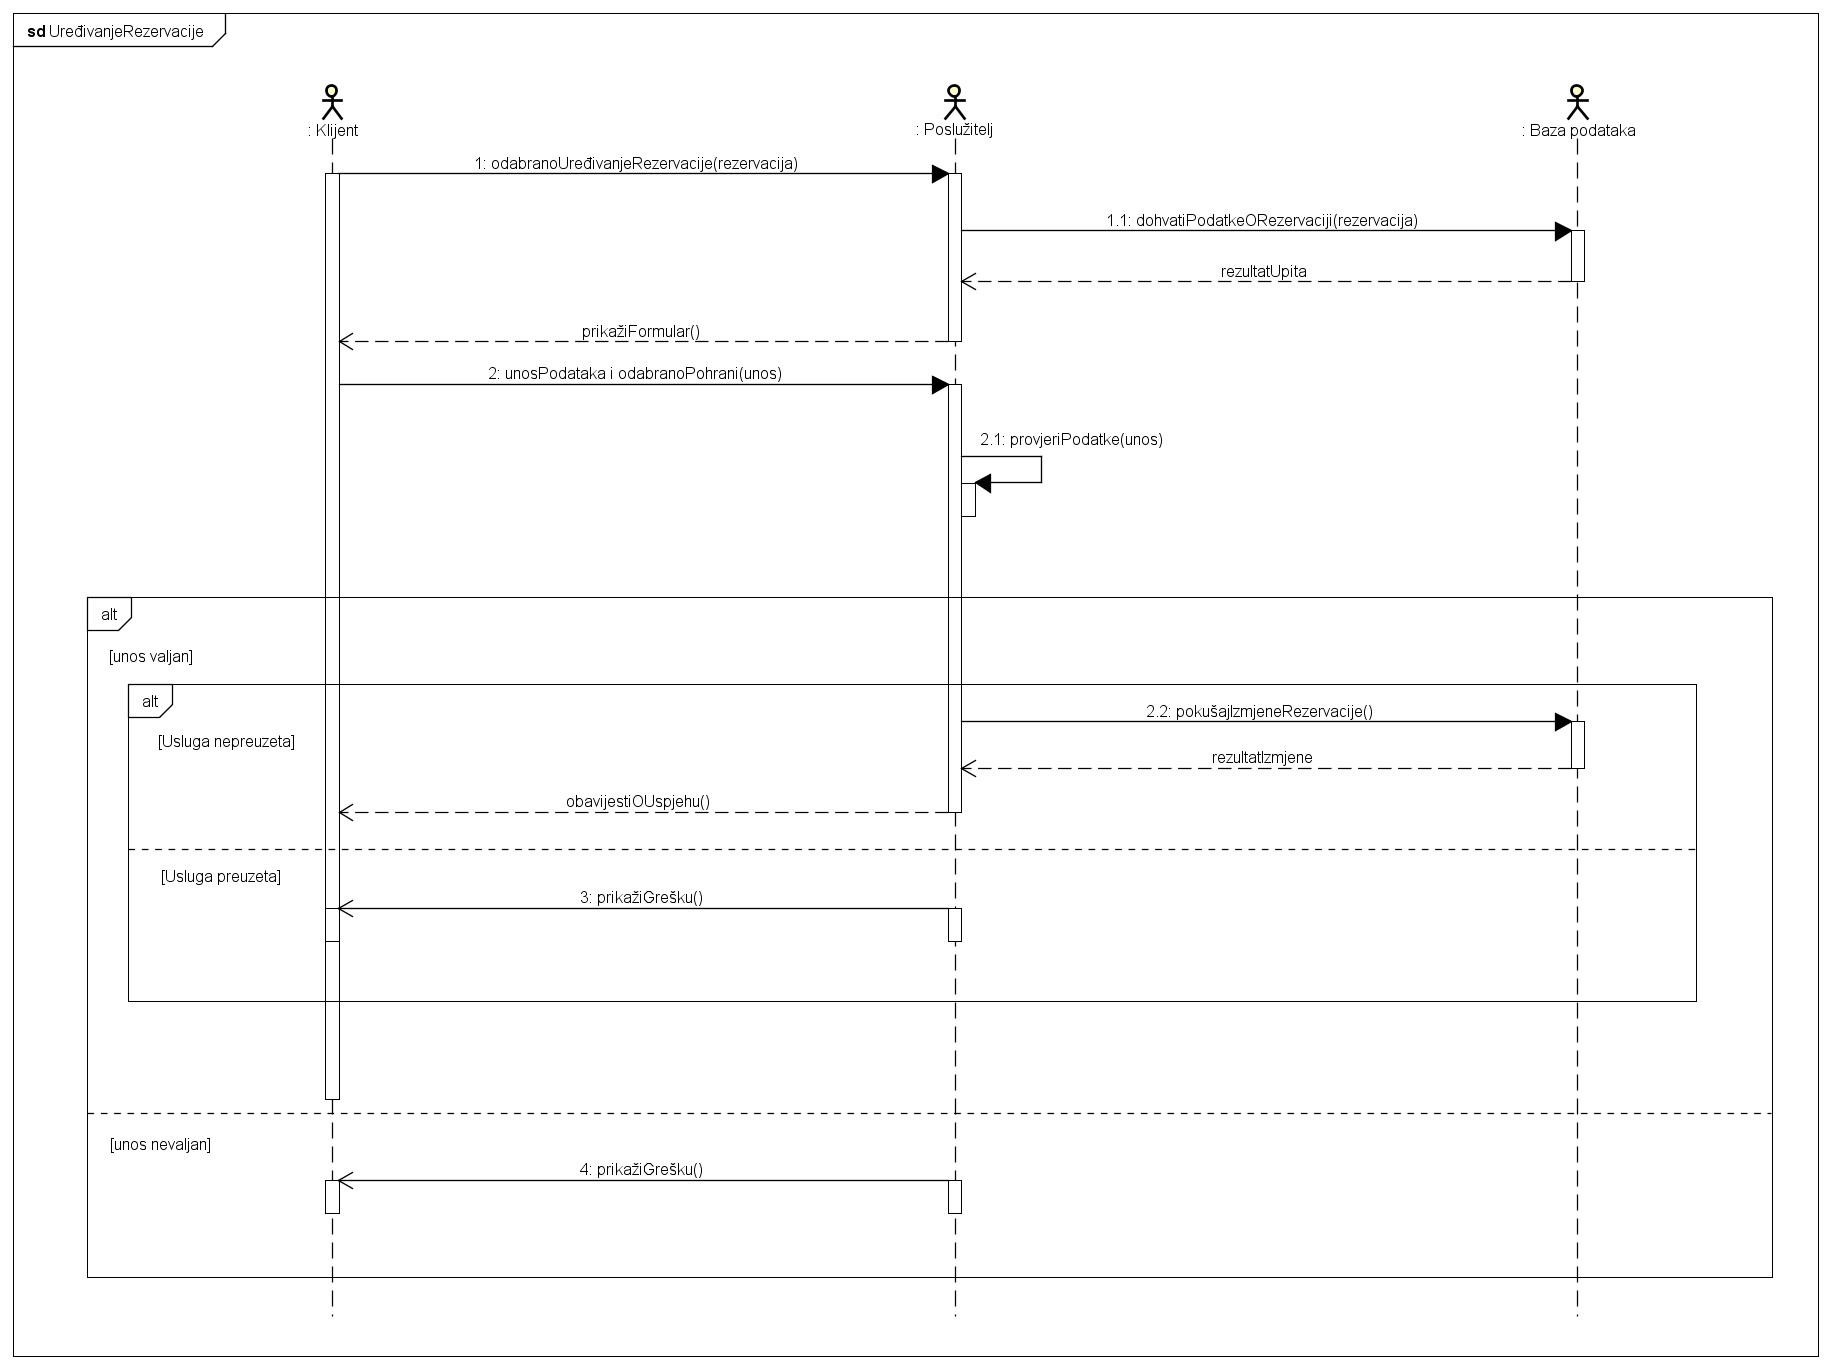 sd UređivanjeRezervacije
: Klijent
: Poslužitelj
: Baza podataka
1: odabranoUređivanjeRezervacije(rezervacija)
1.1: dohvatiPodatkeORezervaciji(rezervacija)
rezultatUpita
prikažiFormular()
2: unosPodataka i odabranoPohrani(unos)
2.1: provjeriPodatke(unos)
alt
[unos valjan]
alt
2.2: pokušajIzmjeneRezervacije()
[Usluga nepreuzeta]
rezultatIzmjene
obavijestiOUspjehu()
[Usluga preuzeta]
3: prikažiGrešku()
[unos nevaljan]
4: prikažiGrešku()